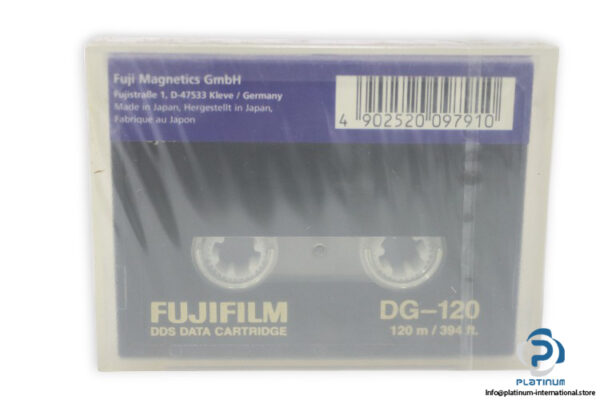 Fuji Magnetics GmbH
Fujistraße 1, D-47533 Kleve / Germany
Made in Japan, Hergestellt in Japan,
Fabriqué au Japon
4 902520 097910
FUJIFILM
DDS DATA CARTRIDGE
DG-120
120 m / 394 ft.
PLATINUM
Info@platinum-international.store